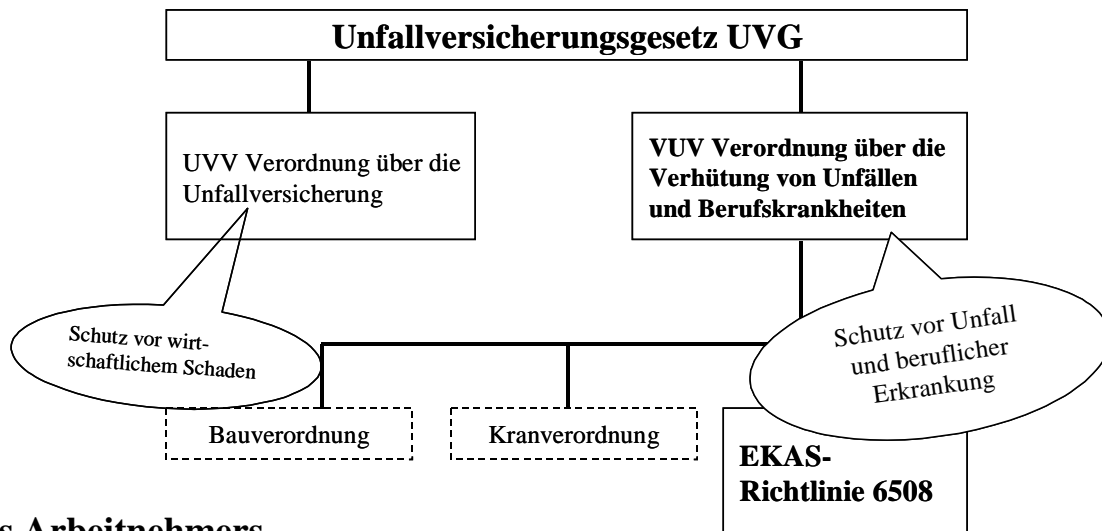 Unfallversicherungsgesetz UVG
UVV Verordnung über die
Unfallversicherung
VUV Verordnung über die
Verhütung von Unfällen
und Berufskrankheiten
Schutz vor wirt-
schaftlichem Schaden
Schutz vor Unfall
und beruflicher
Erkrankung
Bauverordnung
Kranverordnung
EKAS-
Richtlinie 6508
s Arbeitnehmers